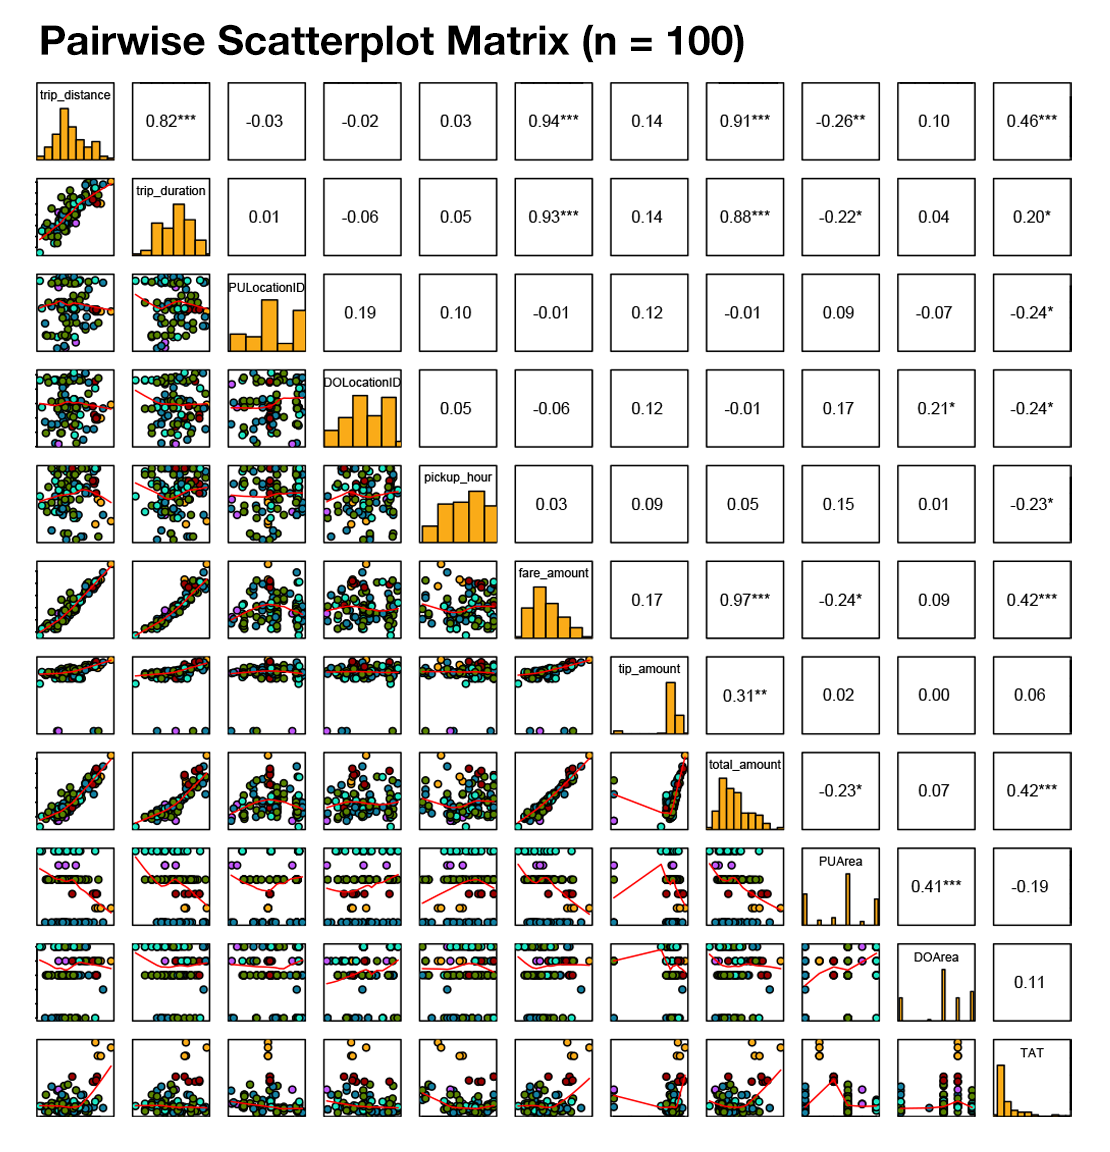 Pairwise Scatterplot Matrix (n = 100)
trip_distance 0.82*** -0.03 -0.02 0.03 0.94*** 0.14 0.91*** -0.26** 0.10 0.46***
trip_duration 0.01 -0.06 0.05 0.93*** 0.14 0.88*** -0.22* 0.04 0.20*
PULocationID 0.19 0.10 -0.01 0.12 -0.01 0.09 -0.07 -0.24*
DOLocationID 0.05 -0.06 0.12 -0.01 0.17 0.21* -0.24*
pickup_hour 0.03 0.09 0.05 0.15 0.01 -0.23*
fare_amount 0.17 0.97*** -0.24* 0.09 0.42***
tip_amount 0.31** 0.02 0.00 0.06
total_amount -0.23* 0.07 0.42***
PUArea 0.41*** -0.19
DOArea 0.11
TAT